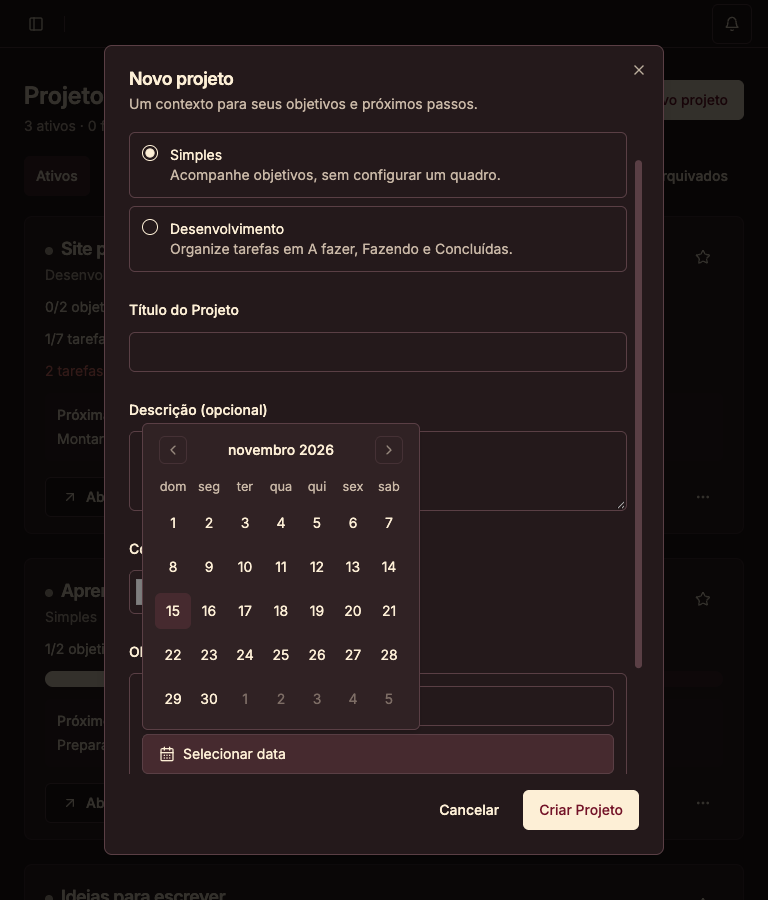 Novo projeto
Um contexto para seus objetivos e próximos passos.
Projeto
vo projeto
3 ativos · 0 f
Ativos
rquivados
Simples
Acompanhe objetivos, sem configurar um quadro.
Desenvolvimento
Organize tarefas em A fazer, Fazendo e Concluídas.
Site p
Desenvo
0/2 objet
1/7 tarefa
2 tarefas
Próxim
Montar
Ab
Título do Projeto
Descrição (opcional)
novembro 2026
dom seg ter qua qui sex sab
1 2 3 4 5 6 7
8 9 10 11 12 13 14
15 16 17 18 19 20 21
22 23 24 25 26 27 28
29 30 1 2 3 4 5
Co
Ob
Selecionar data
Apren
Simples
1/2 objeti
Próxim
Prepara
Ab
Cancelar
Criar Projeto
Ideias para escrever